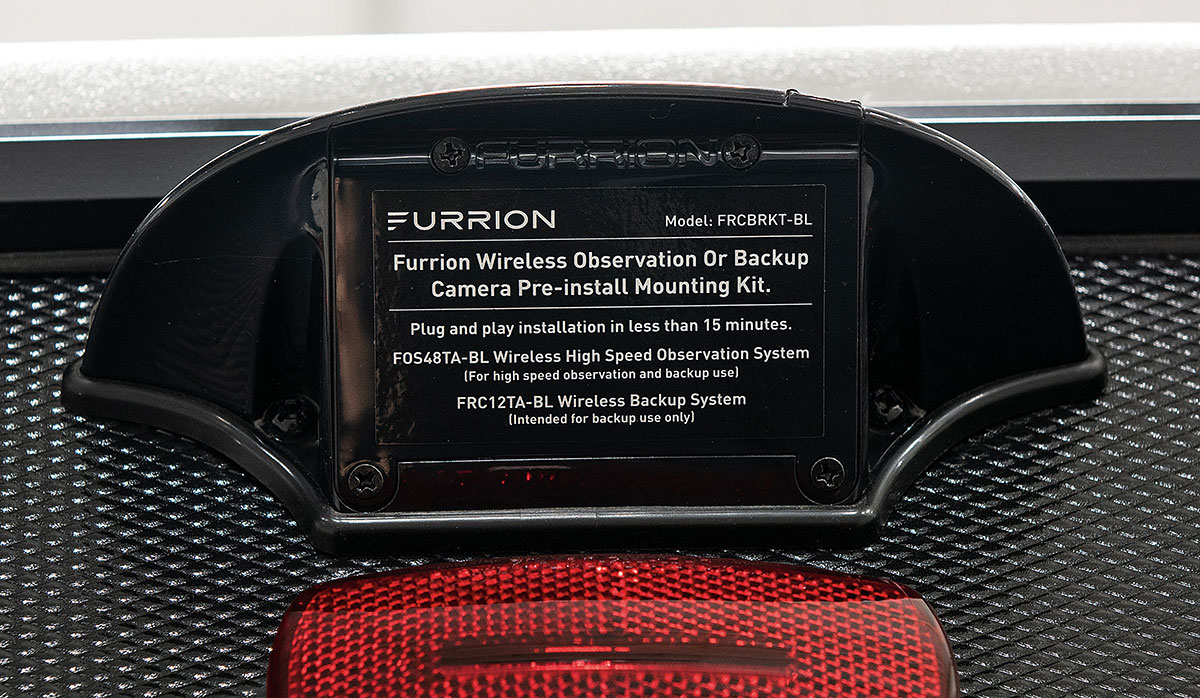 FURRION
FURRION
Model: FRCBRKT-BL
Furrion Wireless Observation Or Backup
Camera Pre-install Mounting Kit.
Plug and play installation in less than 15 minutes.
FOS48TA-BL Wireless High Speed Observation System
(For high speed observation and backup use)
FRC12TA-BL Wireless Backup System
(Intended for backup use only)